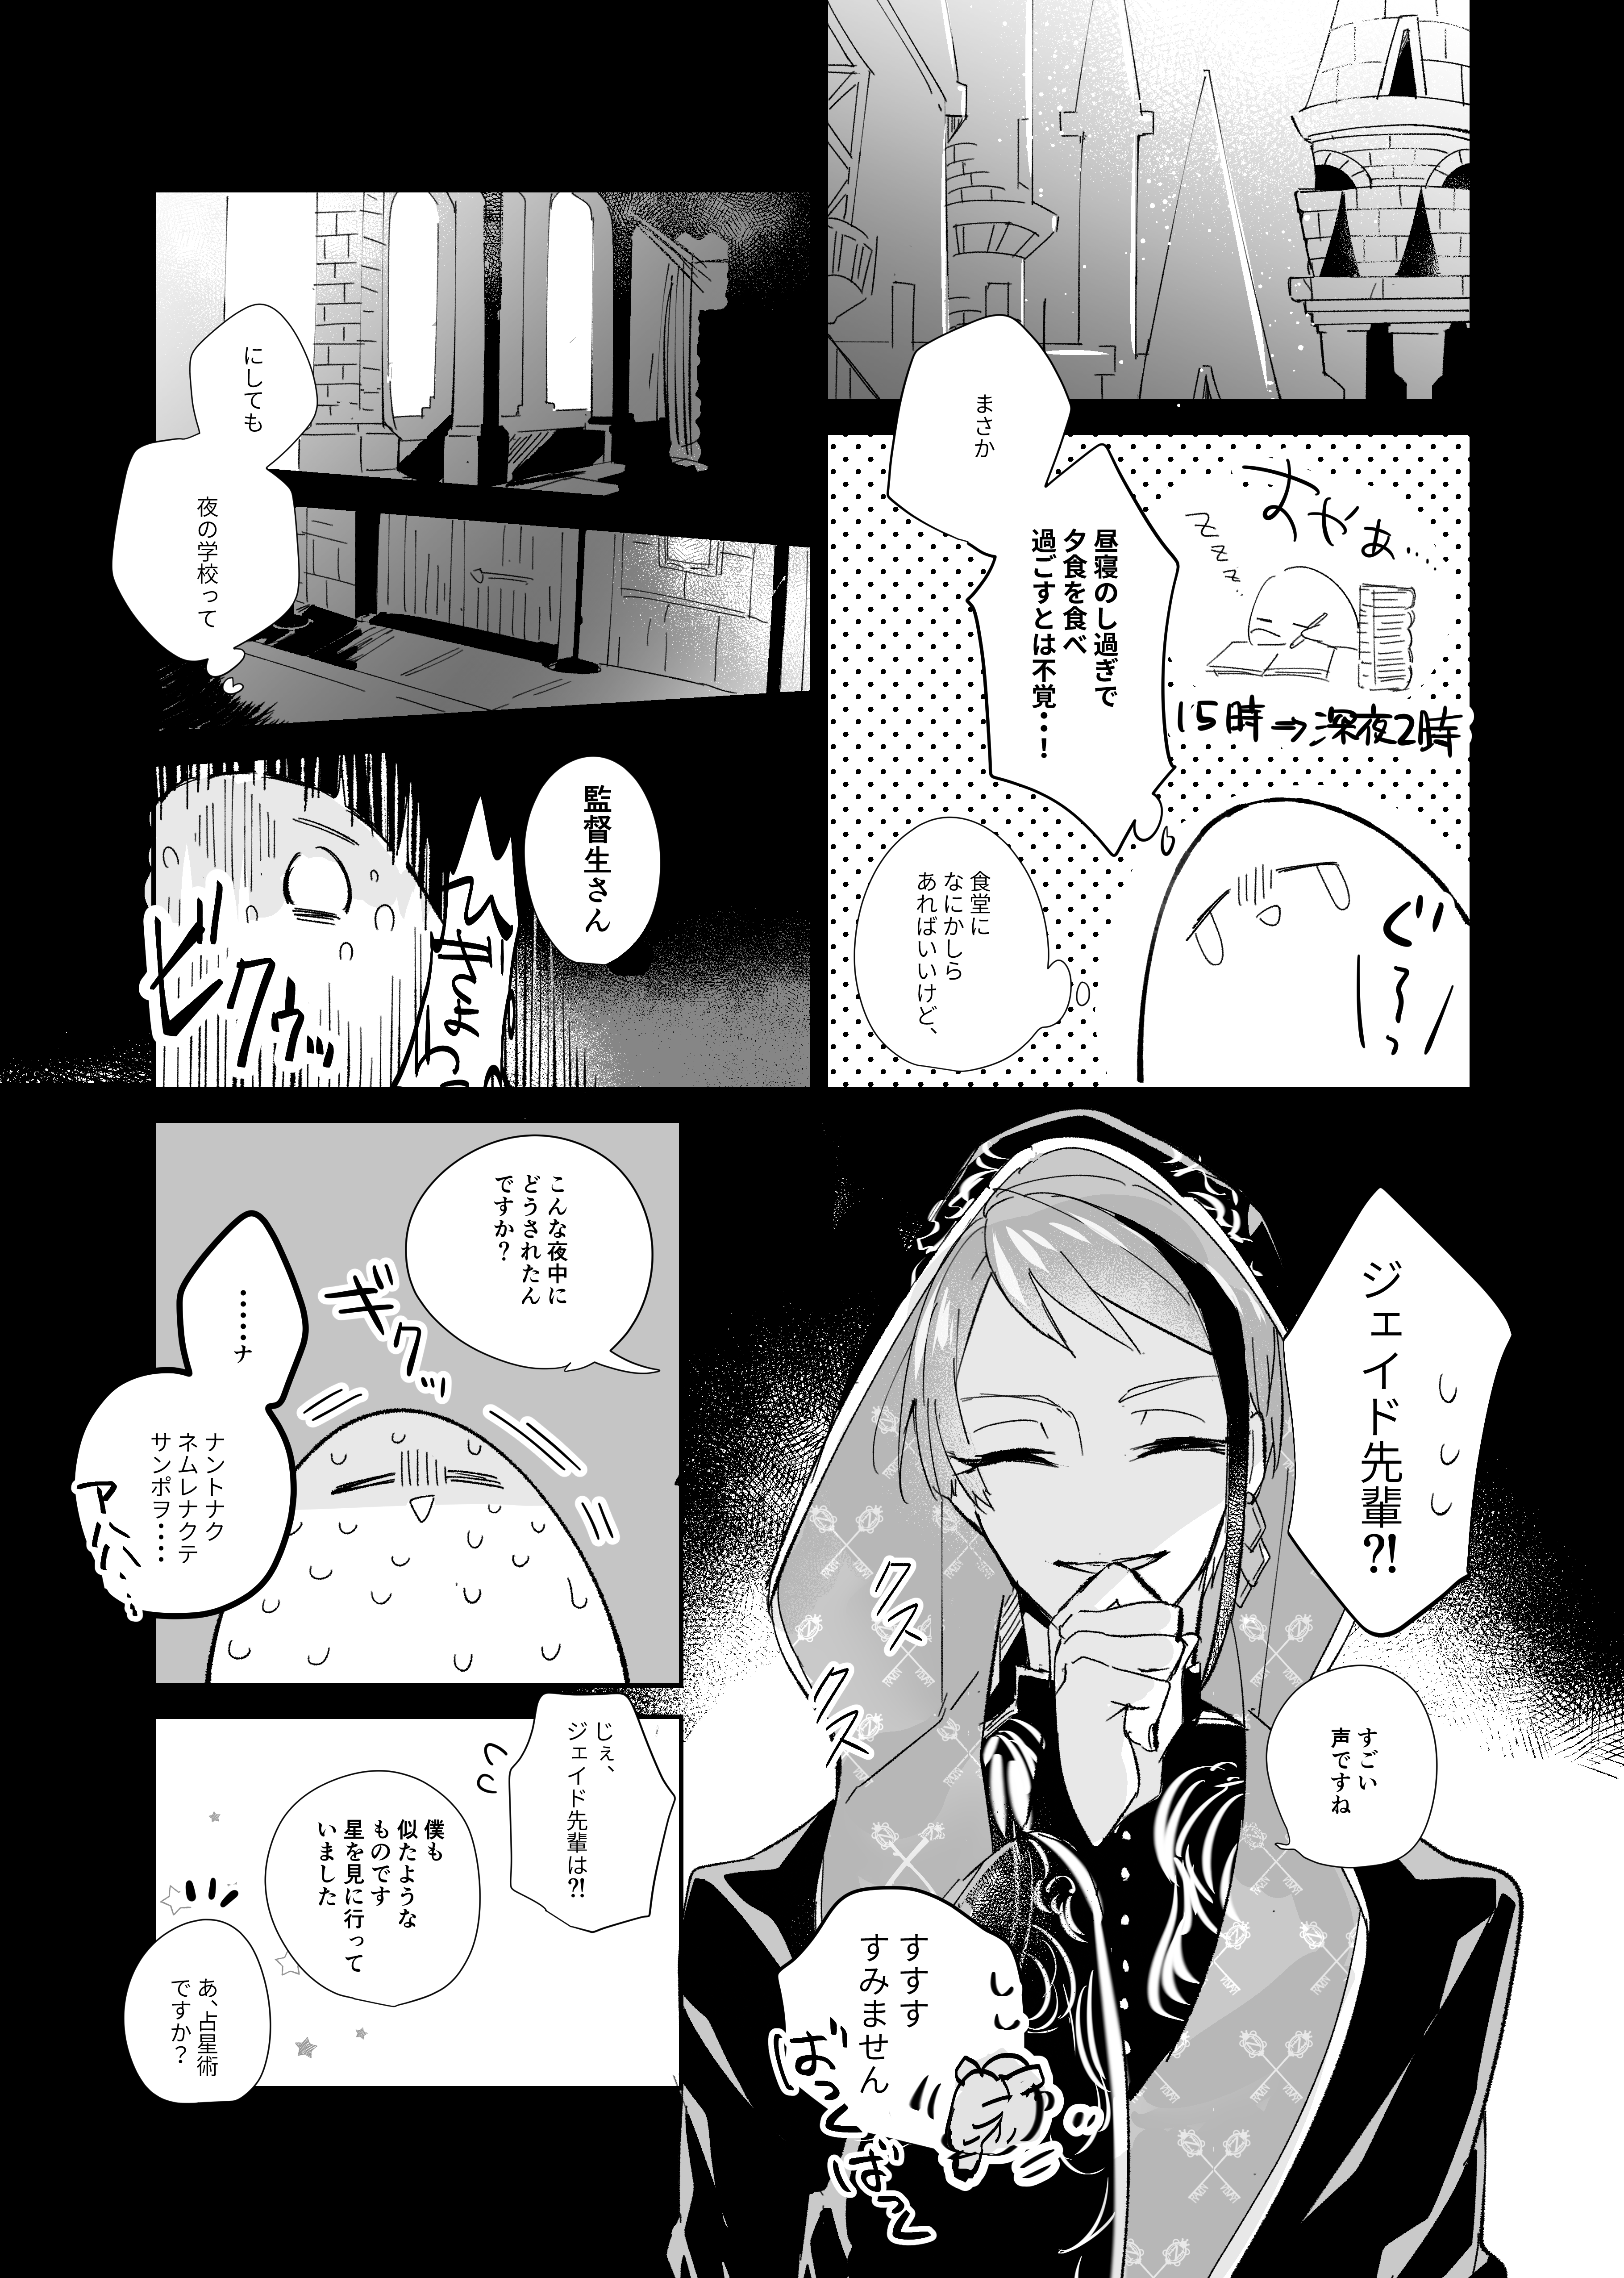 まさか
昼寝のし過ぎで
夕食を食べ
過ごすとは不覚…！
すやぁ…
zzzz
15時→深夜2時
食堂に
なにかしら
あればいいけど、
ぐ〜っ
にしても
夜の学校って
監督生さん
ビクゥッ
ジェイド先輩⁈
すごい
声ですね
クス
クス
すすす
すみません
ばっく
ばっく
こんな夜中に
どうされたん
ですか？
ギクッ
……ナ
ナントナク
ネムレナクテ
サンポヲ……
アハハハ
じぇ、
ジェイド先輩は⁈
僕も
似たような
ものです
星を見に行って
いました
あ、占星術
ですか？